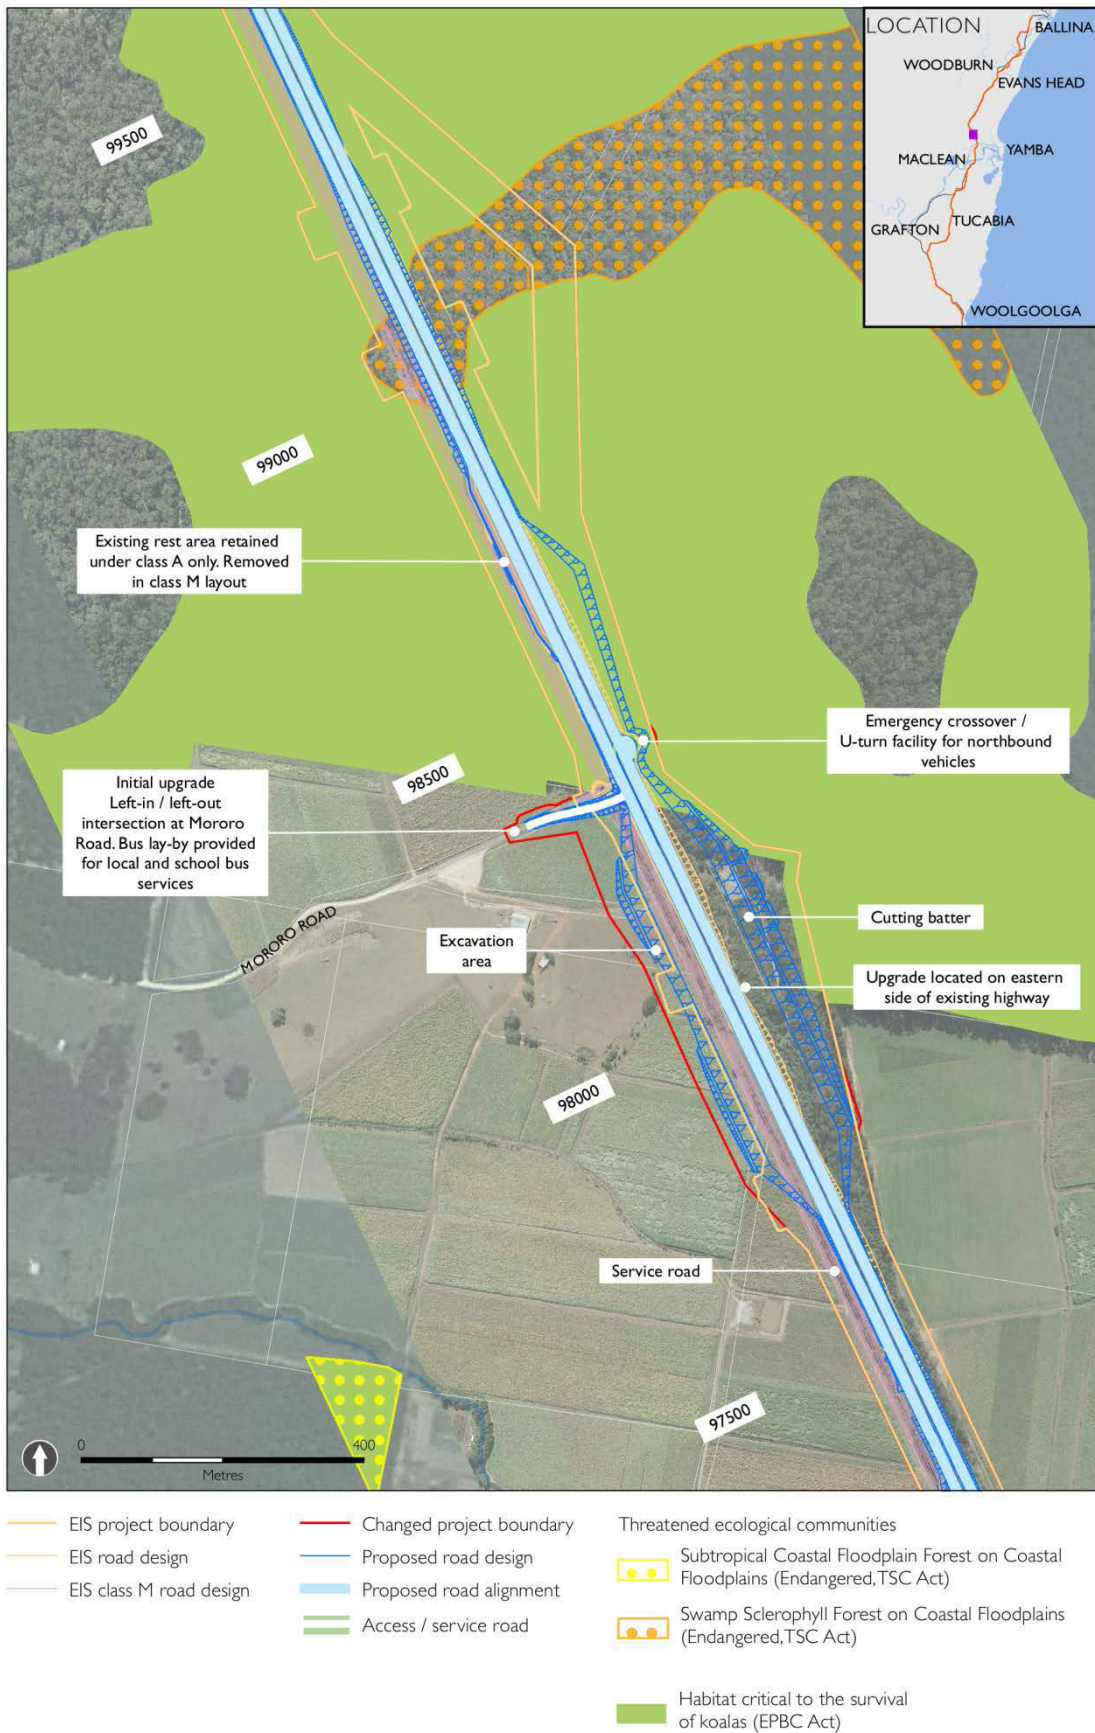 LOCATION
BALLINA
WOODBURN
EVANS HEAD
YAMBA
MACLEAN
TUCABIA
GRAFTON
WOOLGOOLGA
99500
99000
Existing rest area retained
under class A only. Removed
in class M layout
Emergency crossover /
U-turn facility for northbound
vehicles
98500
Initial upgrade
Left-in / left-out
intersection at Mororo
Road. Bus lay-by provided
for local and school bus
services
MORORO ROAD
Cutting batter
Excavation
area
Upgrade located on eastern
side of existing highway
98000
Service road
97500
0
400
Metres
EIS project boundary
EIS road design
EIS class M road design
Changed project boundary
Proposed road design
Proposed road alignment
Access / service road
Threatened ecological communities
Subtropical Coastal Floodplain Forest on Coastal
Floodplains (Endangered, TSC Act)
Swamp Sclerophyll Forest on Coastal Floodplains
(Endangered, TSC Act)
Habitat critical to the survival
of koalas (EPBC Act)